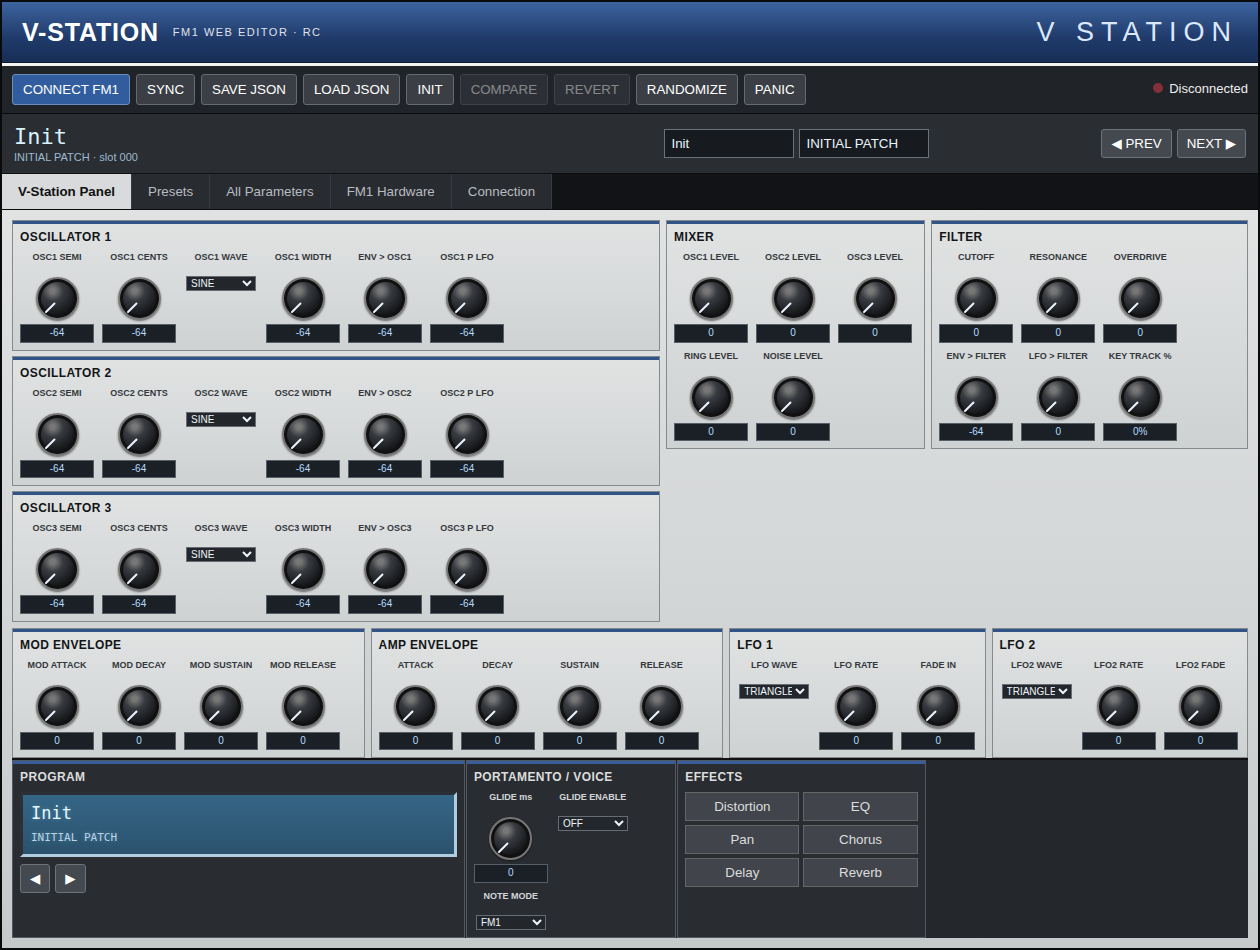 V-STATION FM1 WEB EDITOR · RC V STATION
CONNECT FM1 SYNC SAVE JSON LOAD JSON INIT COMPARE REVERT RANDOMIZE PANIC Disconnected
Init
INITIAL PATCH · slot 000
Init INITIAL PATCH ◀ PREV NEXT ▶
V-Station Panel Presets All Parameters FM1 Hardware Connection
OSCILLATOR 1
OSC1 SEMI OSC1 CENTS OSC1 WAVE OSC1 WIDTH ENV > OSC1 OSC1 P LFO
SINE
-64 -64 -64 -64 -64
OSCILLATOR 2
OSC2 SEMI OSC2 CENTS OSC2 WAVE OSC2 WIDTH ENV > OSC2 OSC2 P LFO
SINE
-64 -64 -64 -64 -64
OSCILLATOR 3
OSC3 SEMI OSC3 CENTS OSC3 WAVE OSC3 WIDTH ENV > OSC3 OSC3 P LFO
SINE
-64 -64 -64 -64 -64
MIXER
OSC1 LEVEL OSC2 LEVEL OSC3 LEVEL
0 0 0
RING LEVEL NOISE LEVEL
0 0
FILTER
CUTOFF RESONANCE OVERDRIVE
0 0 0
ENV > FILTER LFO > FILTER KEY TRACK %
-64 0 0%
MOD ENVELOPE
MOD ATTACK MOD DECAY MOD SUSTAIN MOD RELEASE
0 0 0 0
AMP ENVELOPE
ATTACK DECAY SUSTAIN RELEASE
0 0 0 0
LFO 1
LFO WAVE LFO RATE FADE IN
TRIANGLE
0 0
LFO 2
LFO2 WAVE LFO2 RATE LFO2 FADE
TRIANGLE
0 0
PROGRAM
Init
INITIAL PATCH
◀ ▶
PORTAMENTO / VOICE
GLIDE ms GLIDE ENABLE
OFF
0
NOTE MODE
FM1
EFFECTS
Distortion EQ
Pan Chorus
Delay Reverb